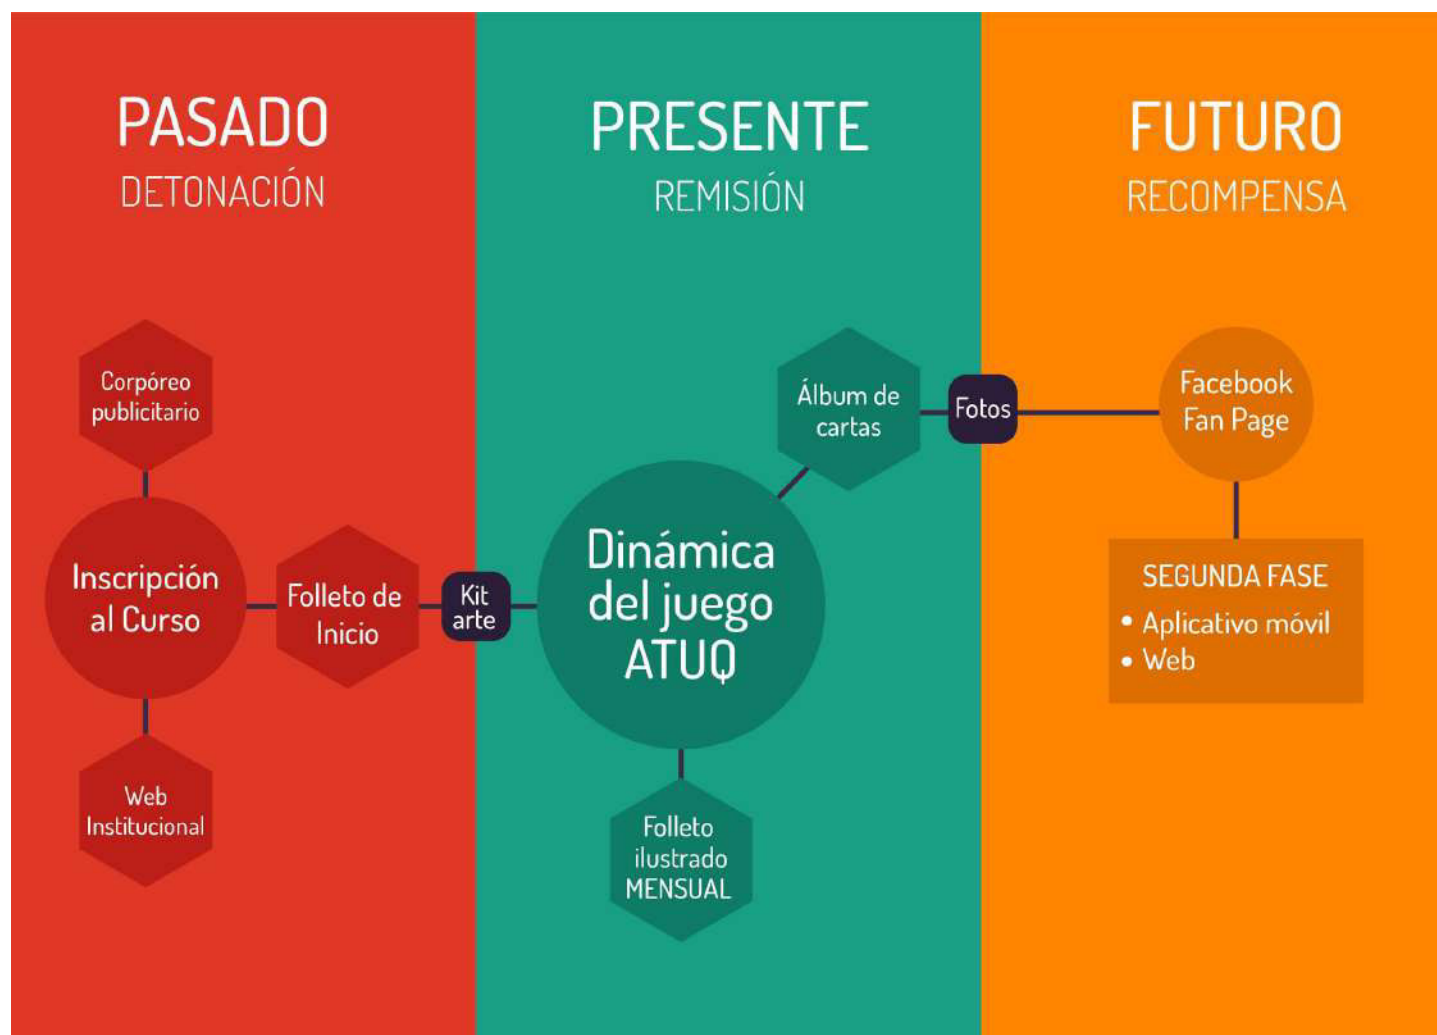 PASADO
DETONACIÓN
Corpóreo
publicitario
Inscripción
al Curso
Folleto de
Inicio
Kit
arte
Web
Institucional
PRESENTE
REMISIÓN
Álbum de
cartas
Fotos
Dinámica
del juego
ATUQ
Folleto
ilustrado
MENSUAL
FUTURO
RECOMPENSA
Facebook
Fan Page
SEGUNDA FASE
• Aplicativo móvil
• Web